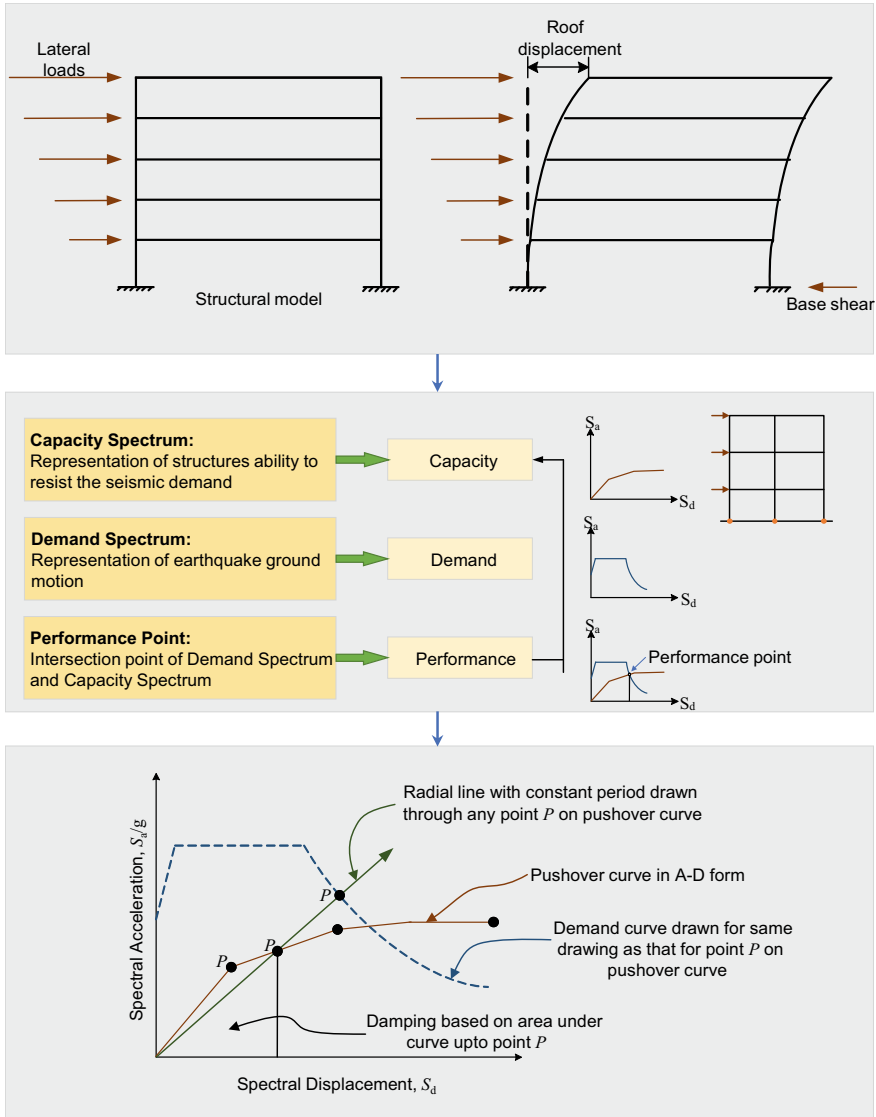 Lateral
loads
Roof
displacement
Structural model
Base shear
Capacity Spectrum:
Representation of structures ability to
resist the seismic demand
Capacity
Sa
Sd
Demand Spectrum:
Representation of earthquake ground
motion
Demand
Sa
Sd
Performance Point:
Intersection point of Demand Spectrum
and Capacity Spectrum
Performance
Sa
Performance point
Sd
Spectral Acceleration, Sa/g
Radial line with constant period drawn
through any point P on pushover curve
P
Pushover curve in A-D form
P
P
Demand curve drawn for same
drawing as that for point P on
pushover curve
Damping based on area under
curve upto point P
Spectral Displacement, Sd